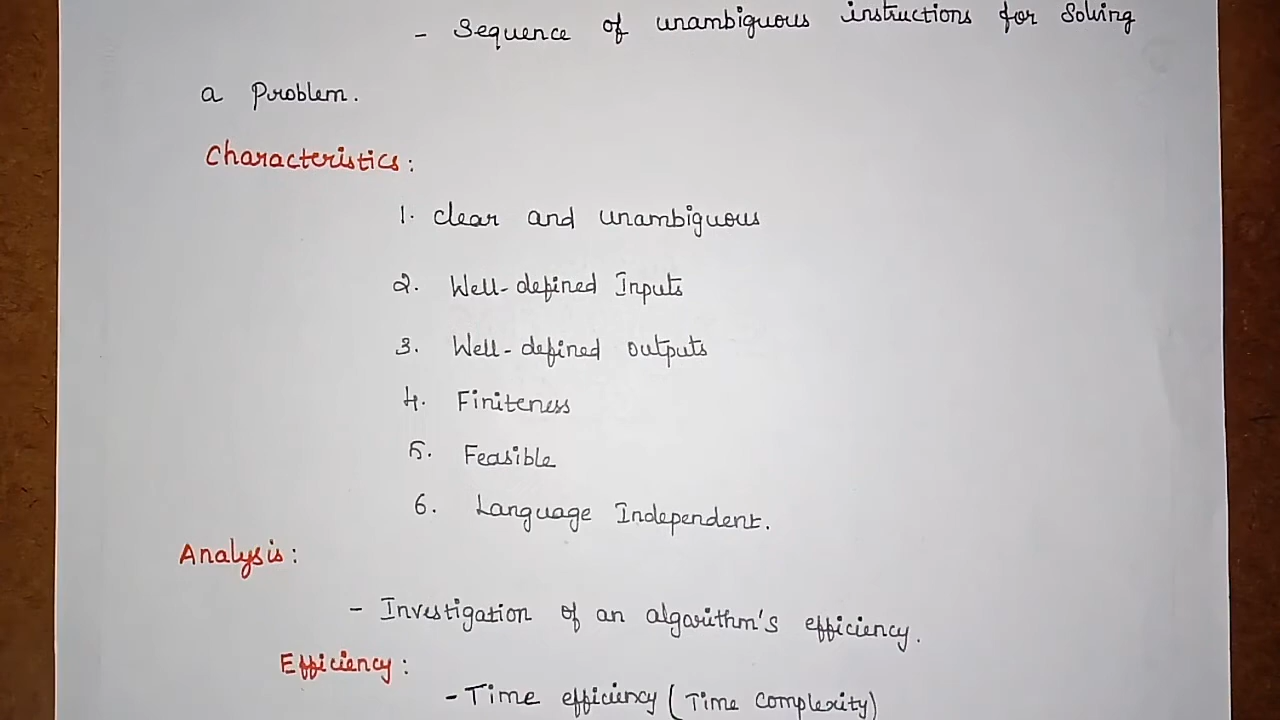 - Sequence of unambiguous instructions for Solving
a Problem.
Characteristics:
1. Clear and unambiguous
2. Well-defined Inputs
3. Well-defined outputs
4. Finiteness
5. Feasible
6. Language Independent.
Analysis:
- Investigation of an algorithm's efficiency.
Efficiency:
- Time efficiency (Time Complexity)